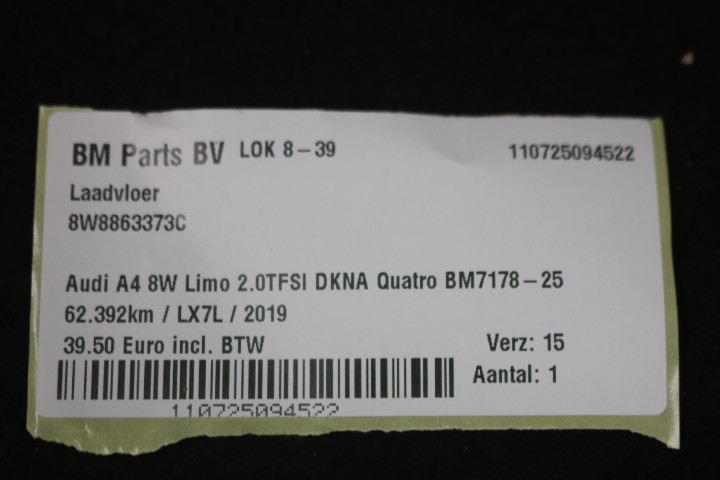 BM Parts BV LOK 8-39 110725094522
Laadvloer
8W8863373C
Audi A4 8W Limo 2.0TFSI DKNA Quatro BM7178-25
62.392km / LX7L / 2019
39.50 Euro incl. BTW Verz: 15
Aantal: 1
110725094522